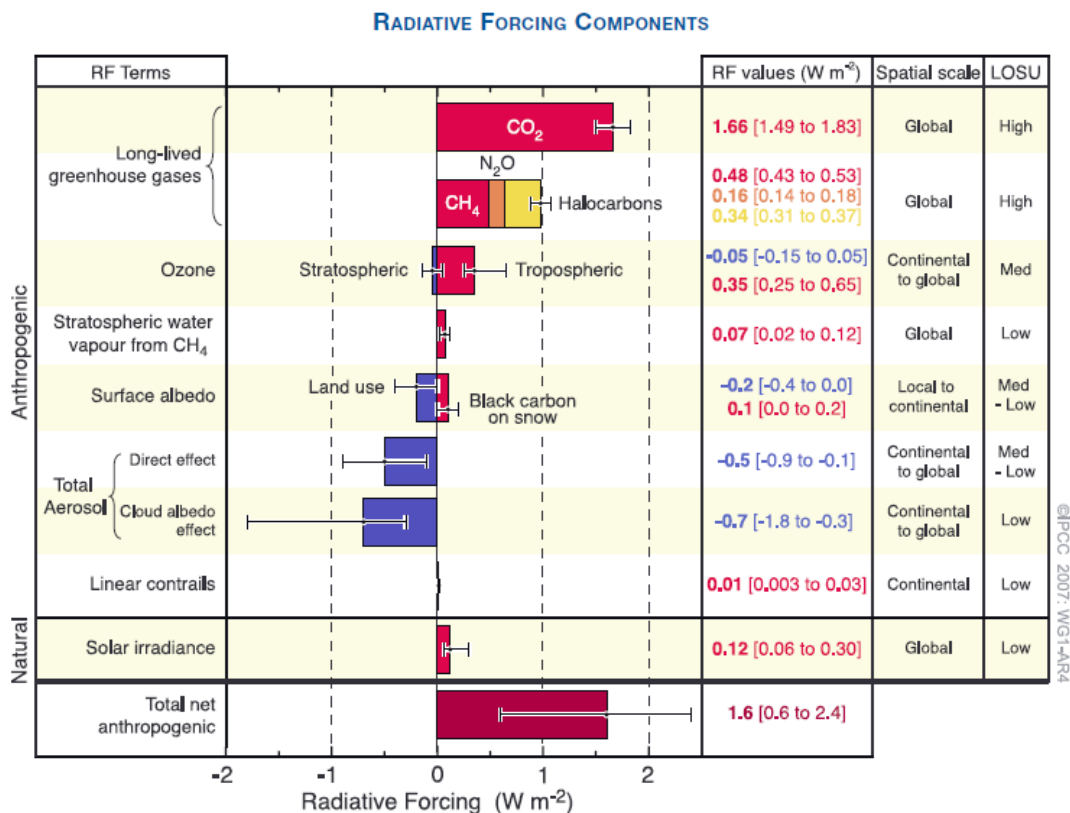 RADIATIVE FORCING COMPONENTS
RF Terms
RF values (W m-2)
Spatial scale
LOSU
Anthropogenic
Long-lived
greenhouse gases
CO2
1.66 [1.49 to 1.83]
Global
High
N2O
CH4
Halocarbons
0.48 [0.43 to 0.53]
0.16 [0.14 to 0.18]
0.34 [0.31 to 0.37]
Global
High
Ozone
Stratospheric
Tropospheric
-0.05 [-0.15 to 0.05]
0.35 [0.25 to 0.65]
Continental
to global
Med
Stratospheric water
vapour from CH4
0.07 [0.02 to 0.12]
Global
Low
Surface albedo
Land use
Black carbon
on snow
-0.2 [-0.4 to 0.0]
0.1 [0.0 to 0.2]
Local to
continental
Med
- Low
Total
Aerosol
Direct effect
-0.5 [-0.9 to -0.1]
Continental
to global
Med
- Low
Cloud albedo
effect
-0.7 [-1.8 to -0.3]
Continental
to global
Low
Linear contrails
0.01 [0.003 to 0.03]
Continental
Low
Natural
Solar irradiance
0.12 [0.06 to 0.30]
Global
Low
Total net
anthropogenic
1.6 [0.6 to 2.4]
-2 -1 0 1 2
Radiative Forcing (W m-2)
©IPCC 2007: WG1-AR4